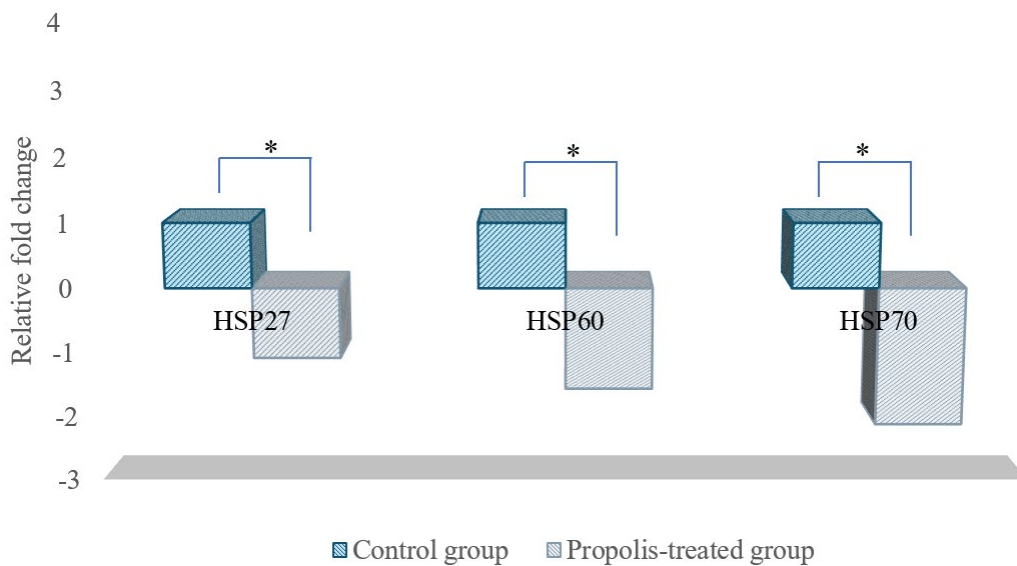 4
3
2
1
0
-1
-2
-3
Relative fold change
*
*
*
HSP27
HSP60
HSP70
Control group
Propolis-treated group